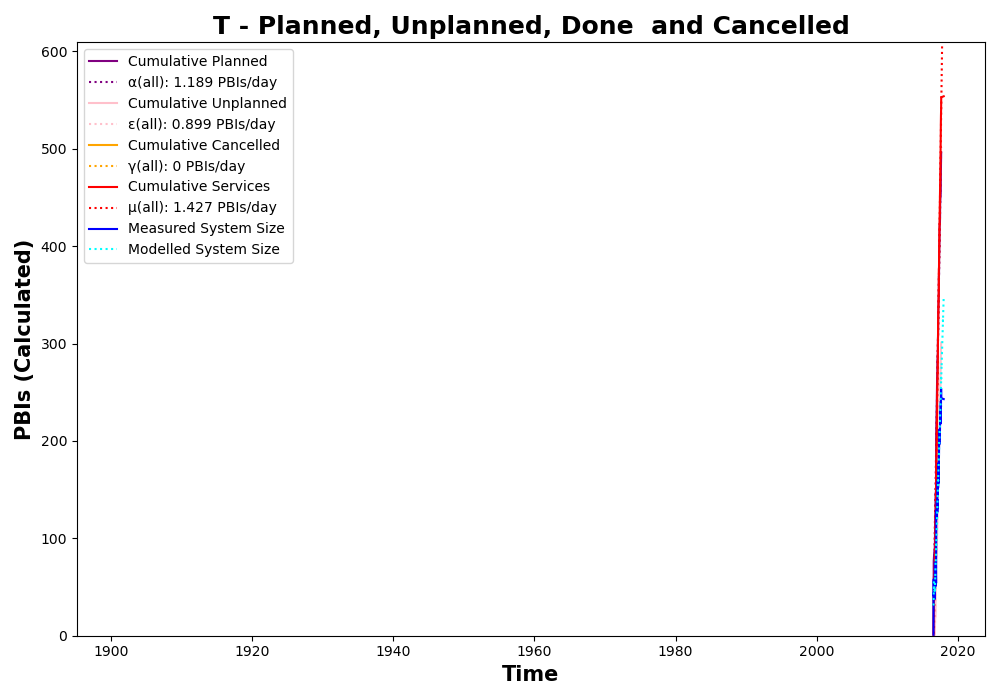 T - Planned, Unplanned, Done  and Cancelled
Cumulative Planned
α(all): 1.189 PBIs/day
Cumulative Unplanned
ε(all): 0.899 PBIs/day
Cumulative Cancelled
γ(all): 0 PBIs/day
Cumulative Services
μ(all): 1.427 PBIs/day
Measured System Size
Modelled System Size
PBIs (Calculated)
600
500
400
300
200
100
0
1900 1920 1940 1960 1980 2000 2020
Time